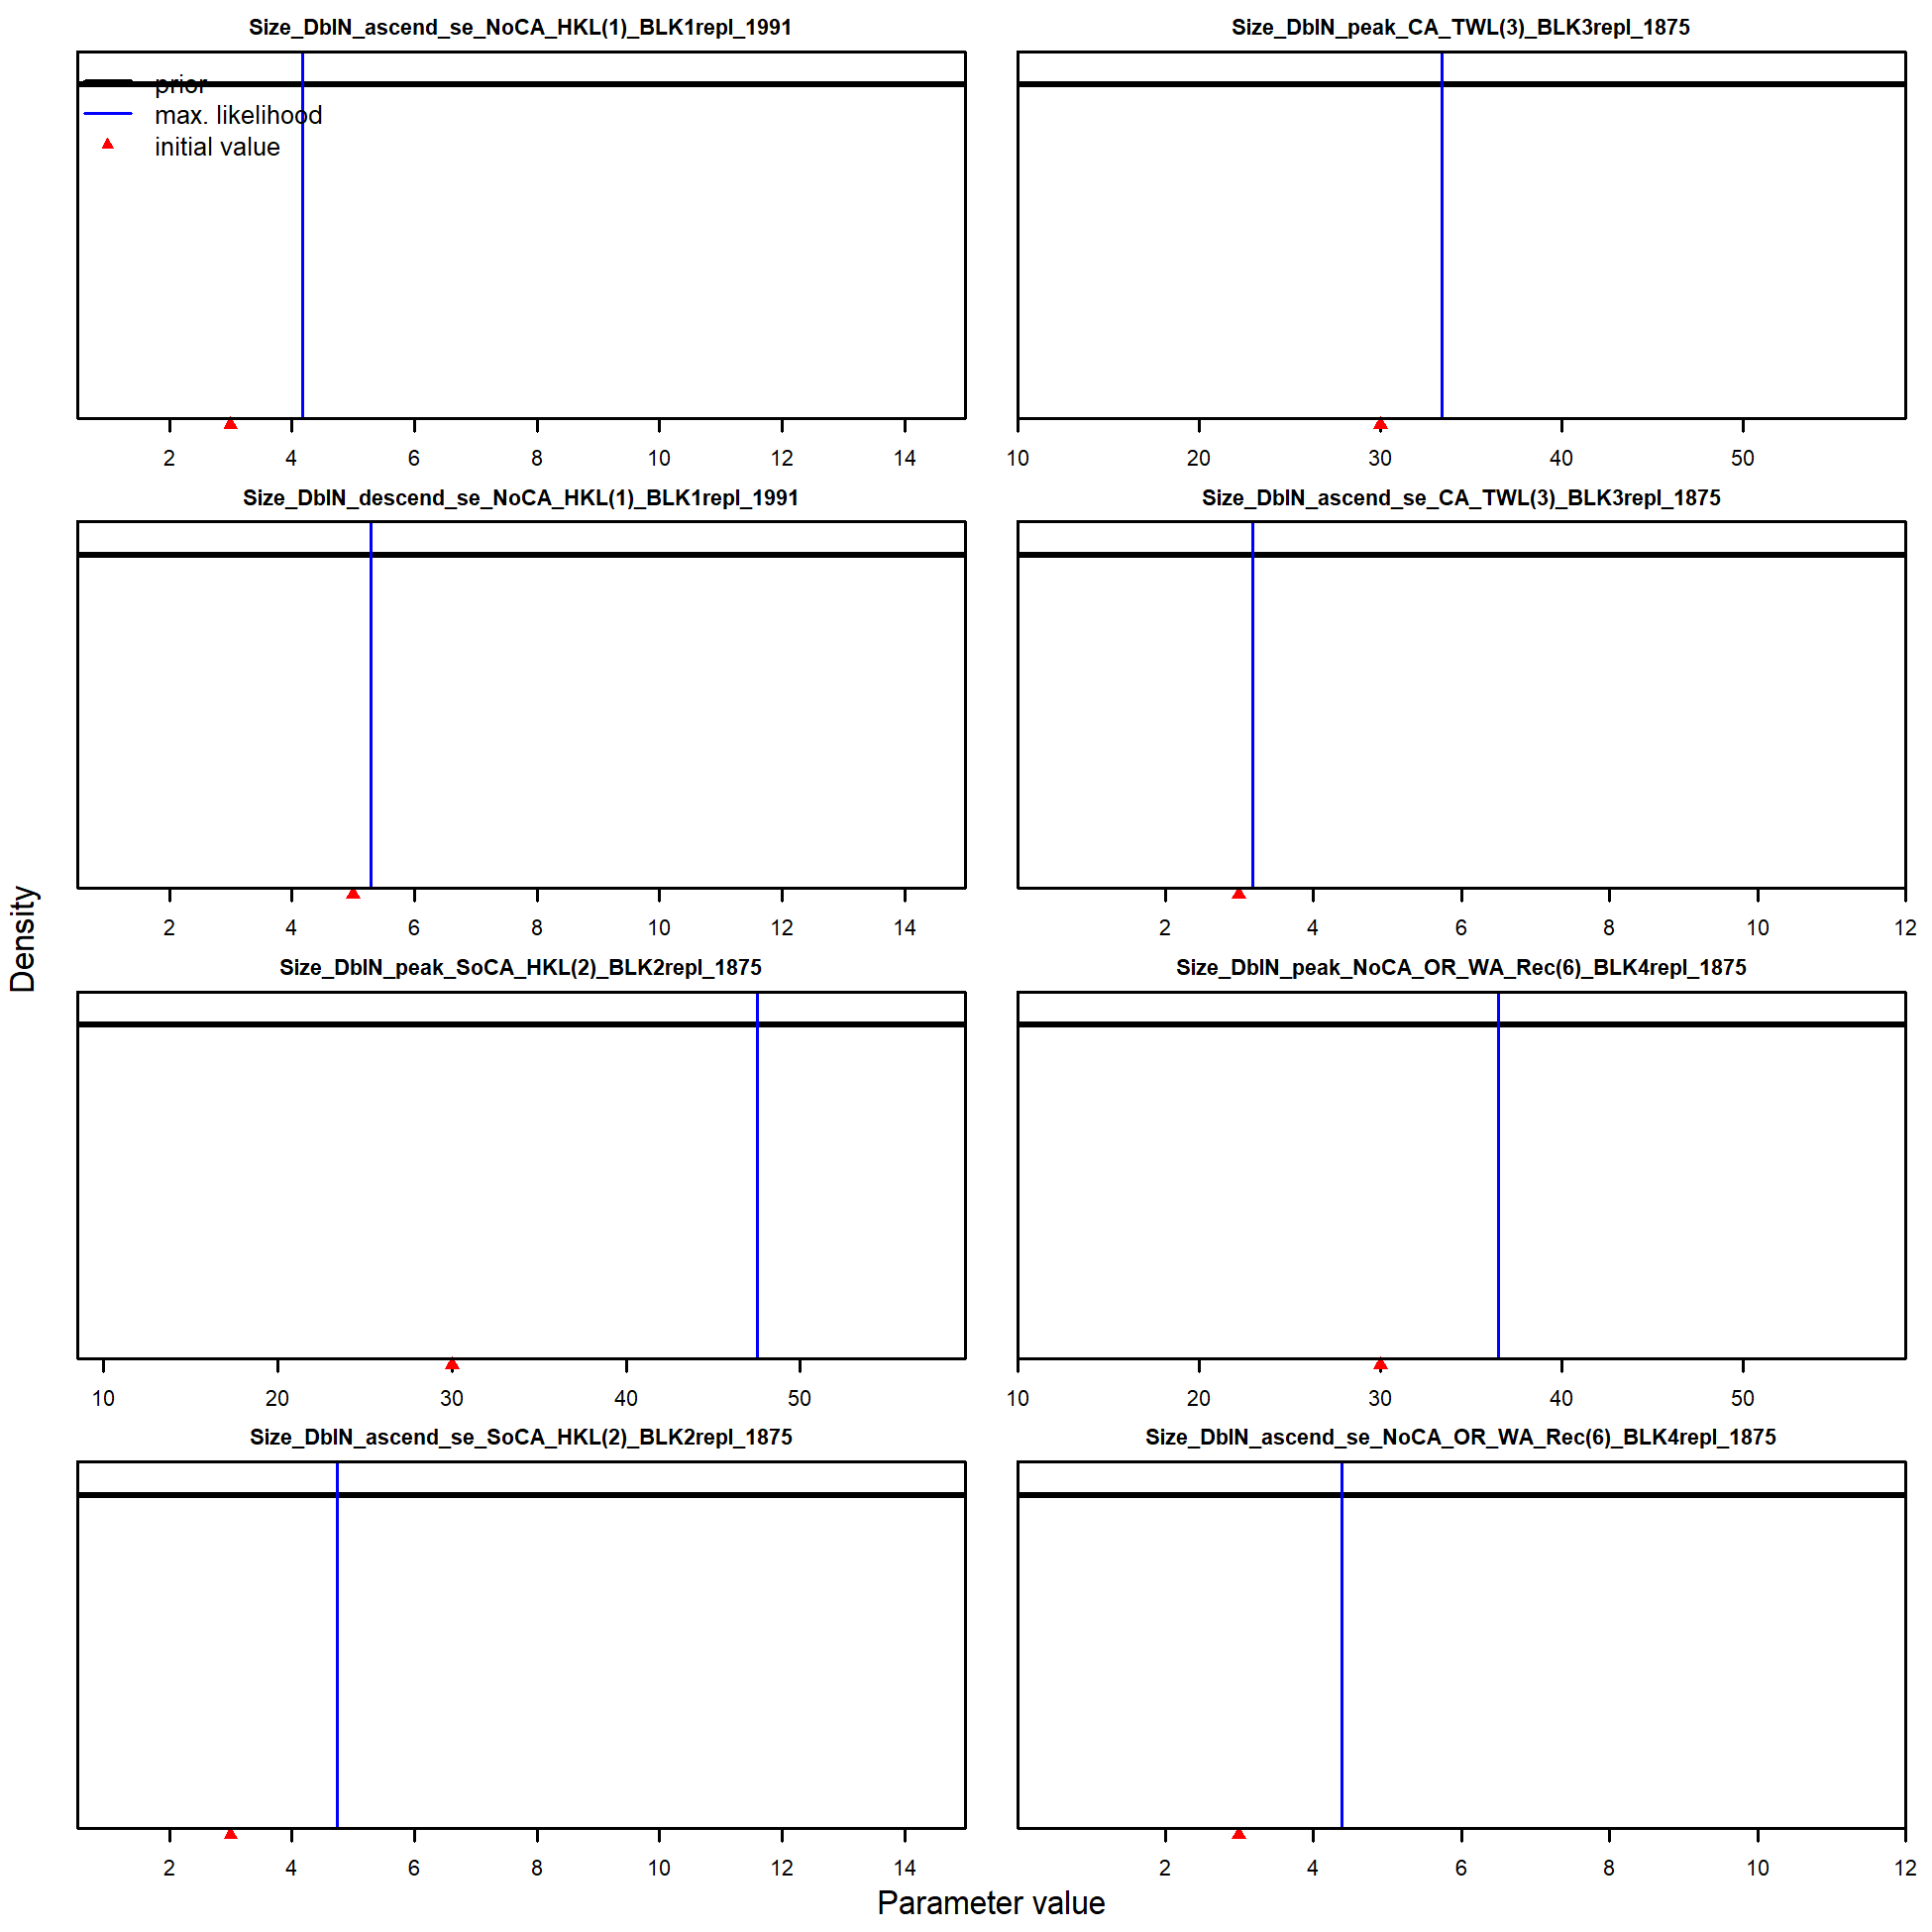 Size_DblN_ascend_se_NoCA_HKL(1)_BLK1repl_1991
prior
max. likelihood
initial value
2 4 6 8 10 12 14
Size_DblN_peak_CA_TWL(3)_BLK3repl_1875
10 20 30 40 50
Size_DblN_descend_se_NoCA_HKL(1)_BLK1repl_1991
2 4 6 8 10 12 14
Size_DblN_ascend_se_CA_TWL(3)_BLK3repl_1875
2 4 6 8 10 12
Density
Size_DblN_peak_SoCA_HKL(2)_BLK2repl_1875
10 20 30 40 50
Size_DblN_peak_NoCA_OR_WA_Rec(6)_BLK4repl_1875
10 20 30 40 50
Size_DblN_ascend_se_SoCA_HKL(2)_BLK2repl_1875
2 4 6 8 10 12 14
Size_DblN_ascend_se_NoCA_OR_WA_Rec(6)_BLK4repl_1875
2 4 6 8 10 12
Parameter value